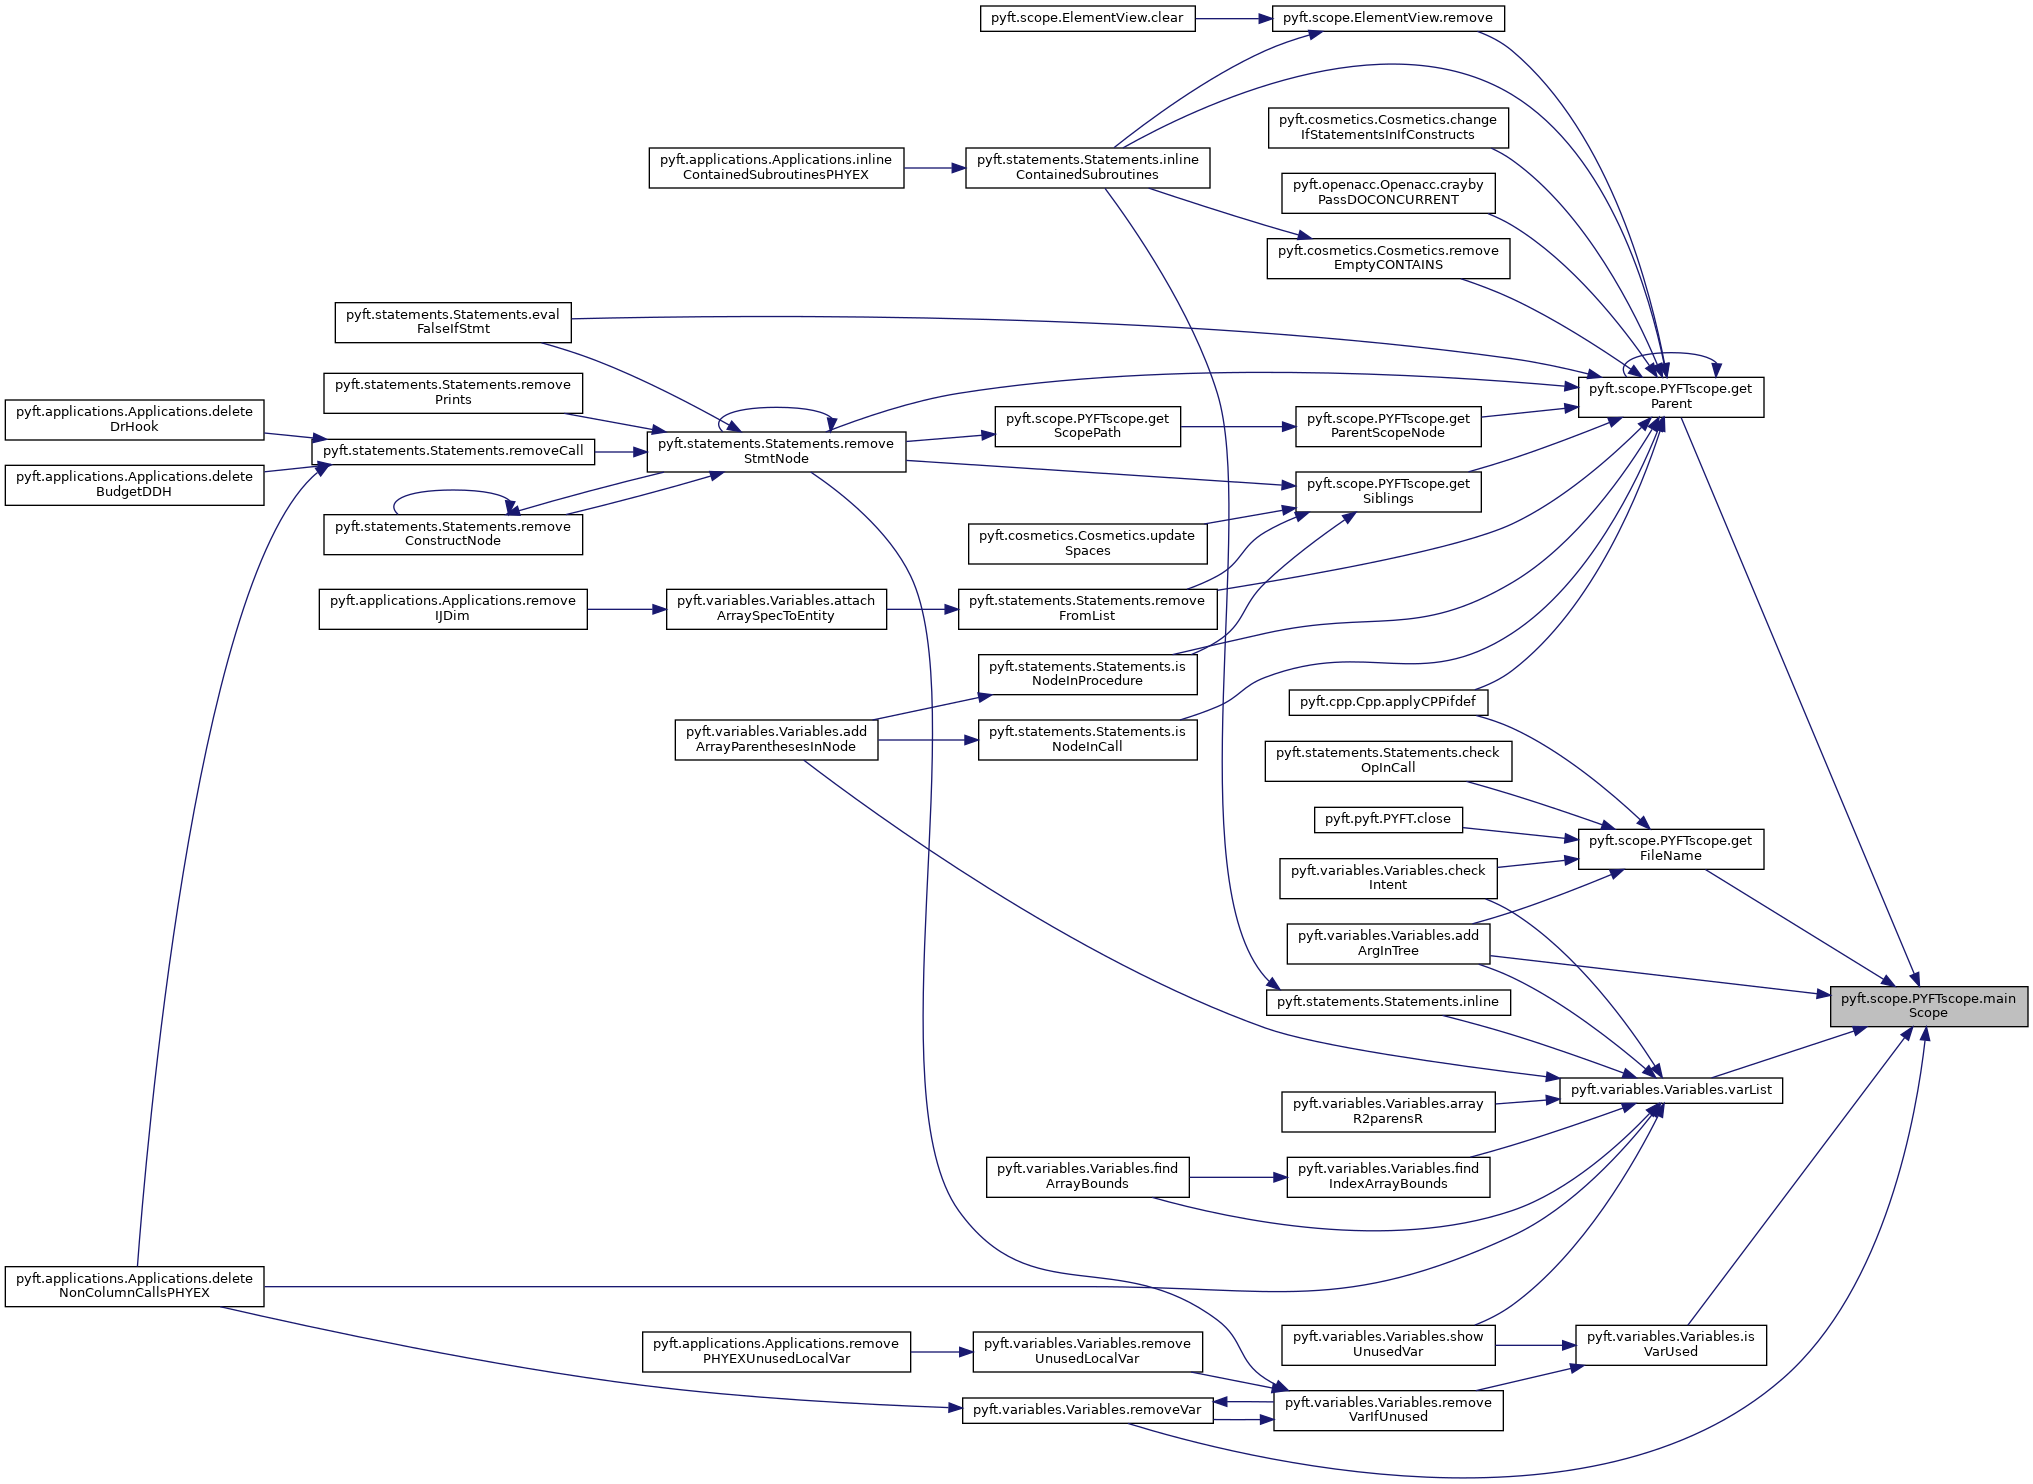 pyft.scope.ElementView.clear
pyft.scope.ElementView.remove
pyft.cosmetics.Cosmetics.change
IfStatementsInIfConstructs
pyft.applications.Applications.inline
ContainedSubroutinesPHYEX
pyft.statements.Statements.inline
ContainedSubroutines
pyft.openacc.Openacc.crayby
PassDOCONCURRENT
pyft.cosmetics.Cosmetics.remove
EmptyCONTAINS
pyft.statements.Statements.eval
FalseIfStmt
pyft.statements.Statements.remove
Prints
pyft.scope.PYFTscope.get
Parent
pyft.applications.Applications.delete
DrHook
pyft.scope.PYFTscope.get
ScopePath
pyft.scope.PYFTscope.get
ParentScopeNode
pyft.statements.Statements.removeCall
pyft.statements.Statements.remove
StmtNode
pyft.applications.Applications.delete
BudgetDDH
pyft.scope.PYFTscope.get
Siblings
pyft.statements.Statements.remove
ConstructNode
pyft.cosmetics.Cosmetics.update
Spaces
pyft.applications.Applications.remove
IJDim
pyft.variables.Variables.attach
ArraySpecToEntity
pyft.statements.Statements.remove
FromList
pyft.statements.Statements.is
NodeInProcedure
pyft.cpp.Cpp.applyCPPifdef
pyft.variables.Variables.add
ArrayParenthesesInNode
pyft.statements.Statements.is
NodeInCall
pyft.statements.Statements.check
OpInCall
pyft.pyft.PYFT.close
pyft.scope.PYFTscope.get
FileName
pyft.variables.Variables.check
Intent
pyft.variables.Variables.add
ArgInTree
pyft.statements.Statements.inline
pyft.scope.PYFTscope.main
Scope
pyft.variables.Variables.varList
pyft.variables.Variables.array
R2parensR
pyft.variables.Variables.find
ArrayBounds
pyft.variables.Variables.find
IndexArrayBounds
pyft.applications.Applications.delete
NonColumnCallsPHYEX
pyft.applications.Applications.remove
PHYEXUnusedLocalVar
pyft.variables.Variables.remove
UnusedLocalVar
pyft.variables.Variables.show
UnusedVar
pyft.variables.Variables.is
VarUsed
pyft.variables.Variables.removeVar
pyft.variables.Variables.remove
VarIfUnused